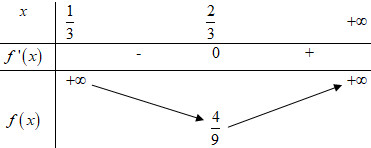 x 1/3 2/3 +∞
f'(x) - 0 +
+∞ +∞
f(x) 4/9